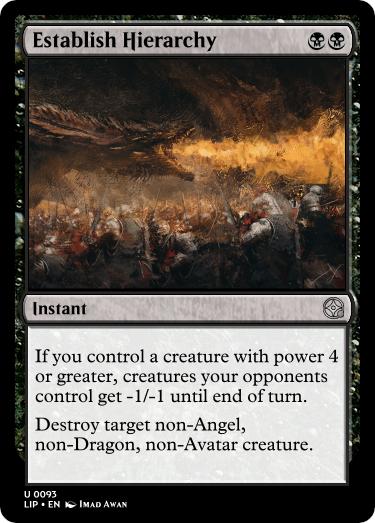 Establish Hierarchy
Instant
If you control a creature with power 4
or greater, creatures your opponents
control get -1/-1 until end of turn.
Destroy target non-Angel,
non-Dragon, non-Avatar creature.
U 0093
LIP • EN Imad Awan